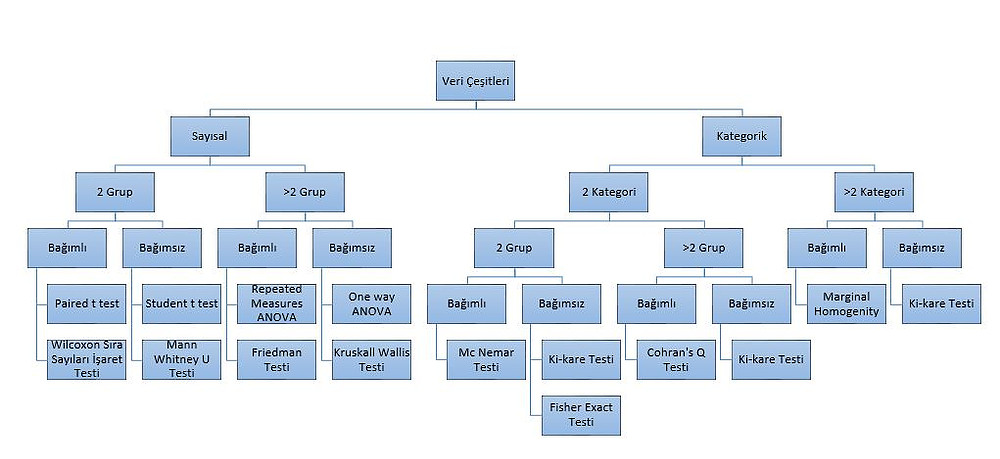 Veri Çeşitleri
Sayısal
Kategorik
2 Grup
>2 Grup
2 Kategori
>2 Kategori
Bağımlı
Bağımsız
Bağımlı
Bağımsız
2 Grup
>2 Grup
Bağımlı
Bağımsız
Paired t test
Student t test
Repeated
Measures
ANOVA
One way
ANOVA
Bağımlı
Bağımsız
Bağımlı
Bağımsız
Marginal
Homogenity
Ki-kare Testi
Wilcoxon Sıra
Sayıları İşaret
Testi
Mann
Whitney U
Testi
Friedman
Testi
Kruskall Wallis
Testi
Mc Nemar
Testi
Ki-kare Testi
Cohran's Q
Testi
Ki-kare Testi
Fisher Exact
Testi